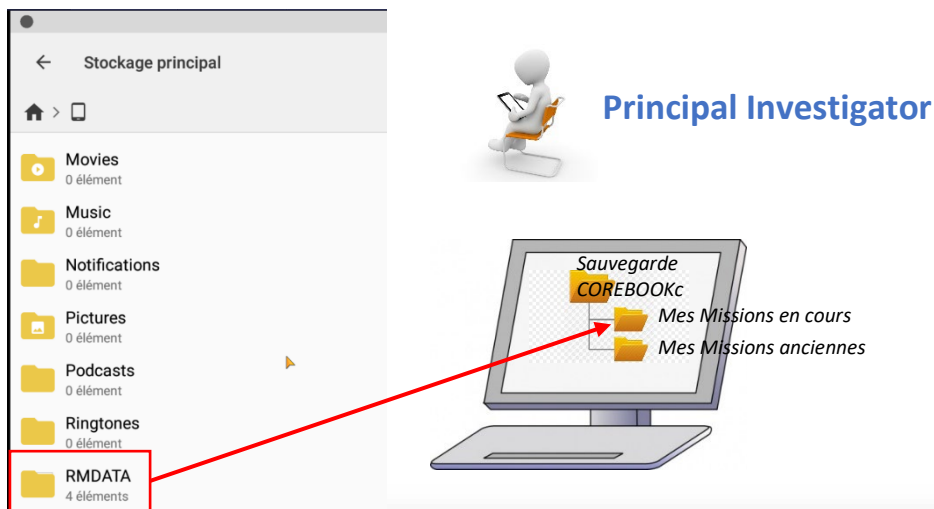 Stockage principal
Movies
0 élément
Music
0 élément
Notifications
0 élément
Pictures
0 élément
Podcasts
0 élément
Ringtones
0 élément
RMDATA
4 éléments
Principal Investigator
Sauvegarde
COREBOOKc
Mes Missions en cours
Mes Missions anciennes